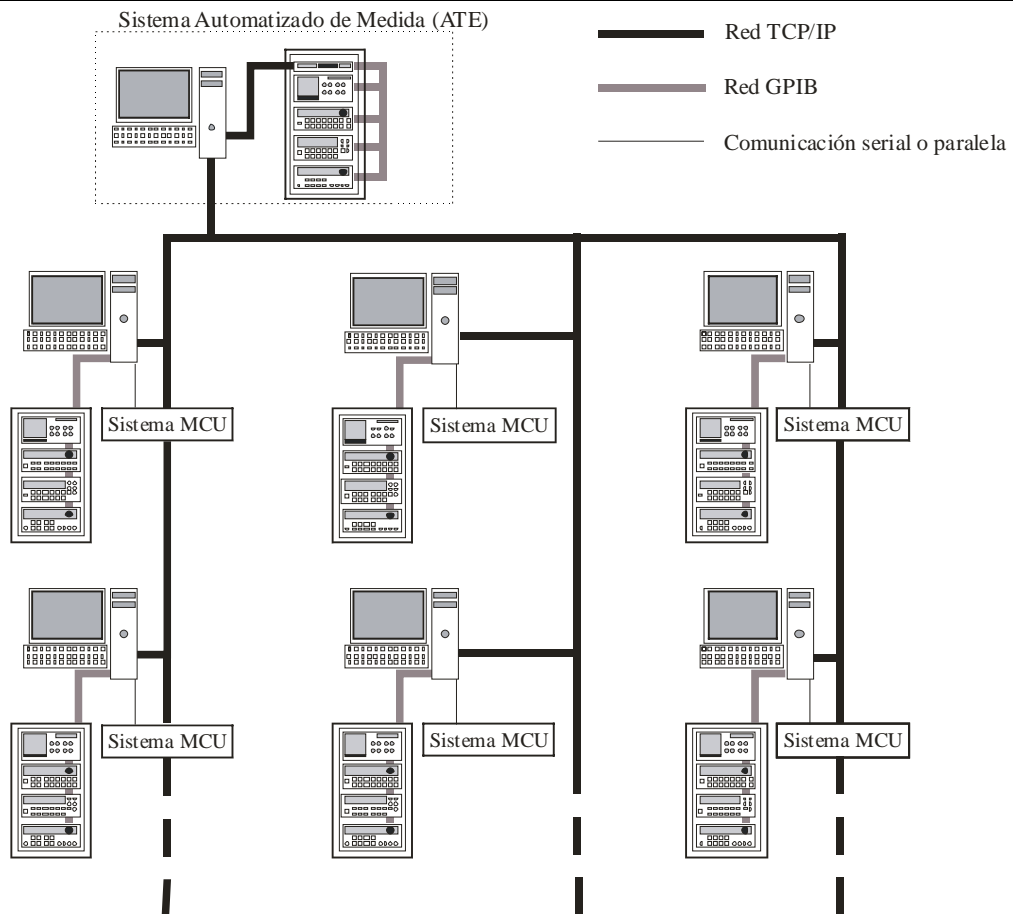 Sistema Automatizado de Medida (ATE)
Red TCP/IP
Red GPIB
Comunicación serial o paralela
Sistema MCU
Sistema MCU
Sistema MCU
Sistema MCU
Sistema MCU
Sistema MCU